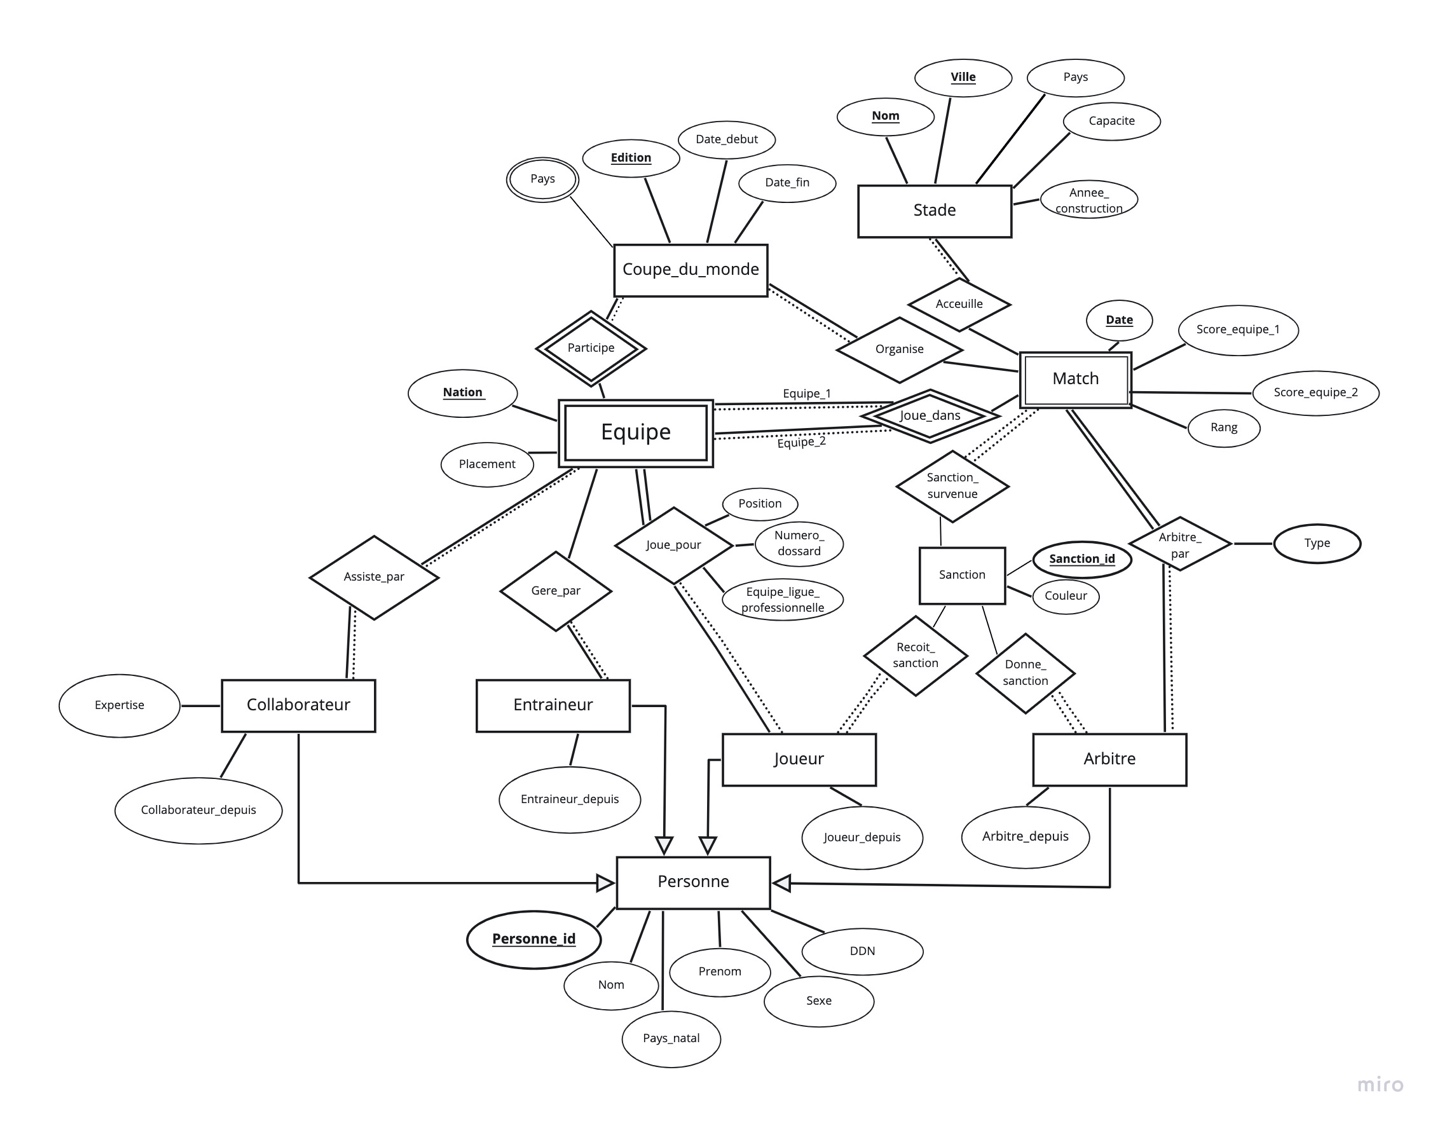 Ville
Pays
Nom
Capacite
Date_debut
Edition
Pays
Date_fin
Annee_
construction
Stade
Coupe_du_monde
Acceuille
Date
Score_equipe_1
Participe
Organise
Match
Nation
Equipe_1
Score_equipe_2
Joue_dans
Equipe
Equipe_2
Rang
Placement
Sanction_
survenue
Position
Numero_
dossard
Joue_pour
Arbitre_
par
Type
Sanction_id
Assiste_par
Gere_par
Sanction
Couleur
Equipe_ligue_
professionnelle
Recoit_
sanction
Donne_
sanction
Expertise
Collaborateur
Entraineur
Joueur
Arbitre
Collaborateur_depuis
Entraineur_depuis
Joueur_depuis
Arbitre_depuis
Personne
Personne_id
DDN
Nom
Prenom
Sexe
Pays_natal
miro